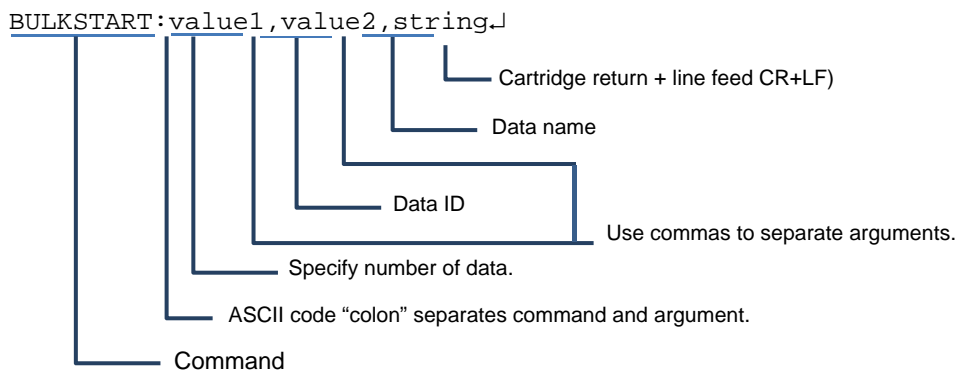 BULKSTART:value1,value2,string↵
Cartridge return + line feed CR+LF)
Data name
Data ID
Use commas to separate arguments.
Specify number of data.
ASCII code “colon” separates command and argument.
Command